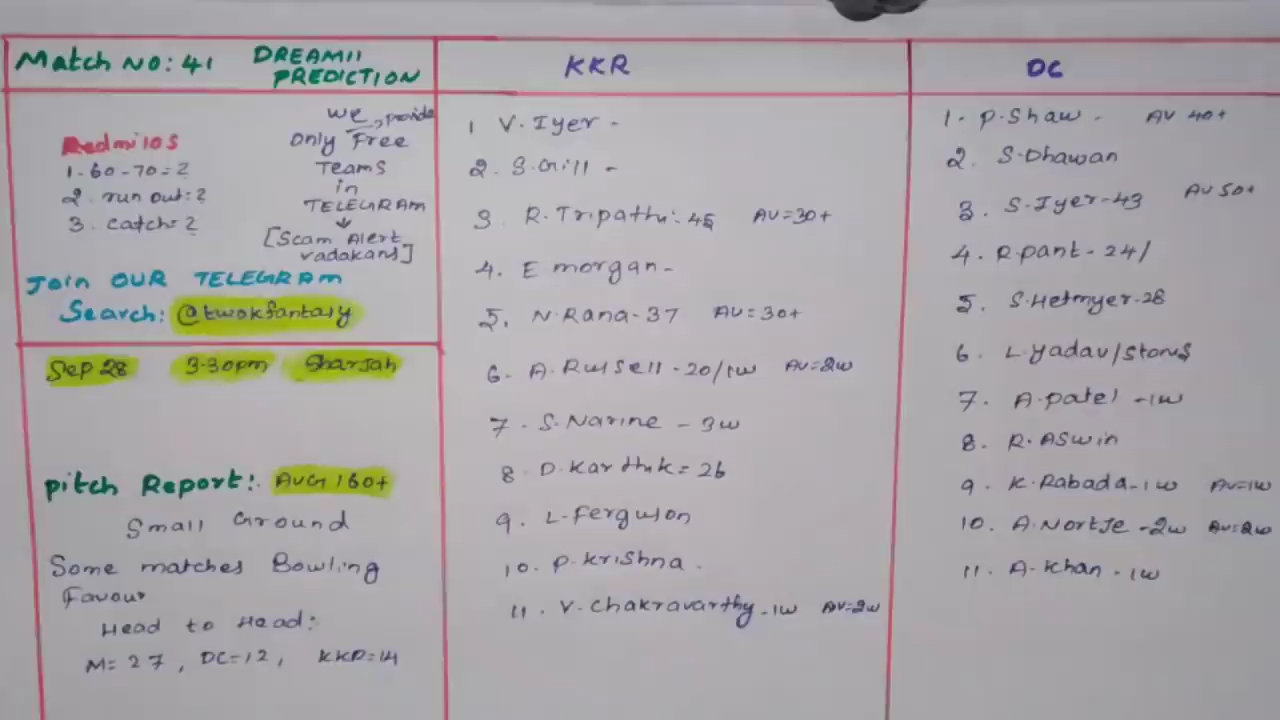 Match NO: 41 DREAM11 PREDICTION
Redmi 10S
1. 60-70 = 2
2. run out: 2
3. catch = 2
We provide
Only Free
Teams
in
TELEGRAM
[Scam Alert
vadakans]
Join OUR TELEGRAM
Search: @twokfantasy
Sep 28 3.30pm Sharjah
pitch Report: AVG 160+
Small Ground
Some matches Bowling
Favour
Head to Head:
M= 27, DC=12, KKR=14
KKR
1 V. Iyer -
2. S. Gill -
3. R. Tripathi: 45 AV=30+
4. E morgan -
5. N. Rana - 37 AV=30+
6. A. Russell - 20/1w AV=2w
7. S. Narine - 3w
8 D. Karthik = 26
9. L. Ferguson
10. P. Krishna.
11. V. Chakravarthy - 1w AV=2w
DC
1. P. Shaw - AV 40+
2. S. Dhawan
3. S. Iyer - 43 AV 50+
4. R. pant - 24/
5. S. Hetmyer - 28
6. L. yadav/Stonis
7. A. patel - 1w
8. R. Aswin
9. K. Rabada - 1w AV=1w
10. A. Nortje - 2w AV=2w
11. A. Khan - 1w